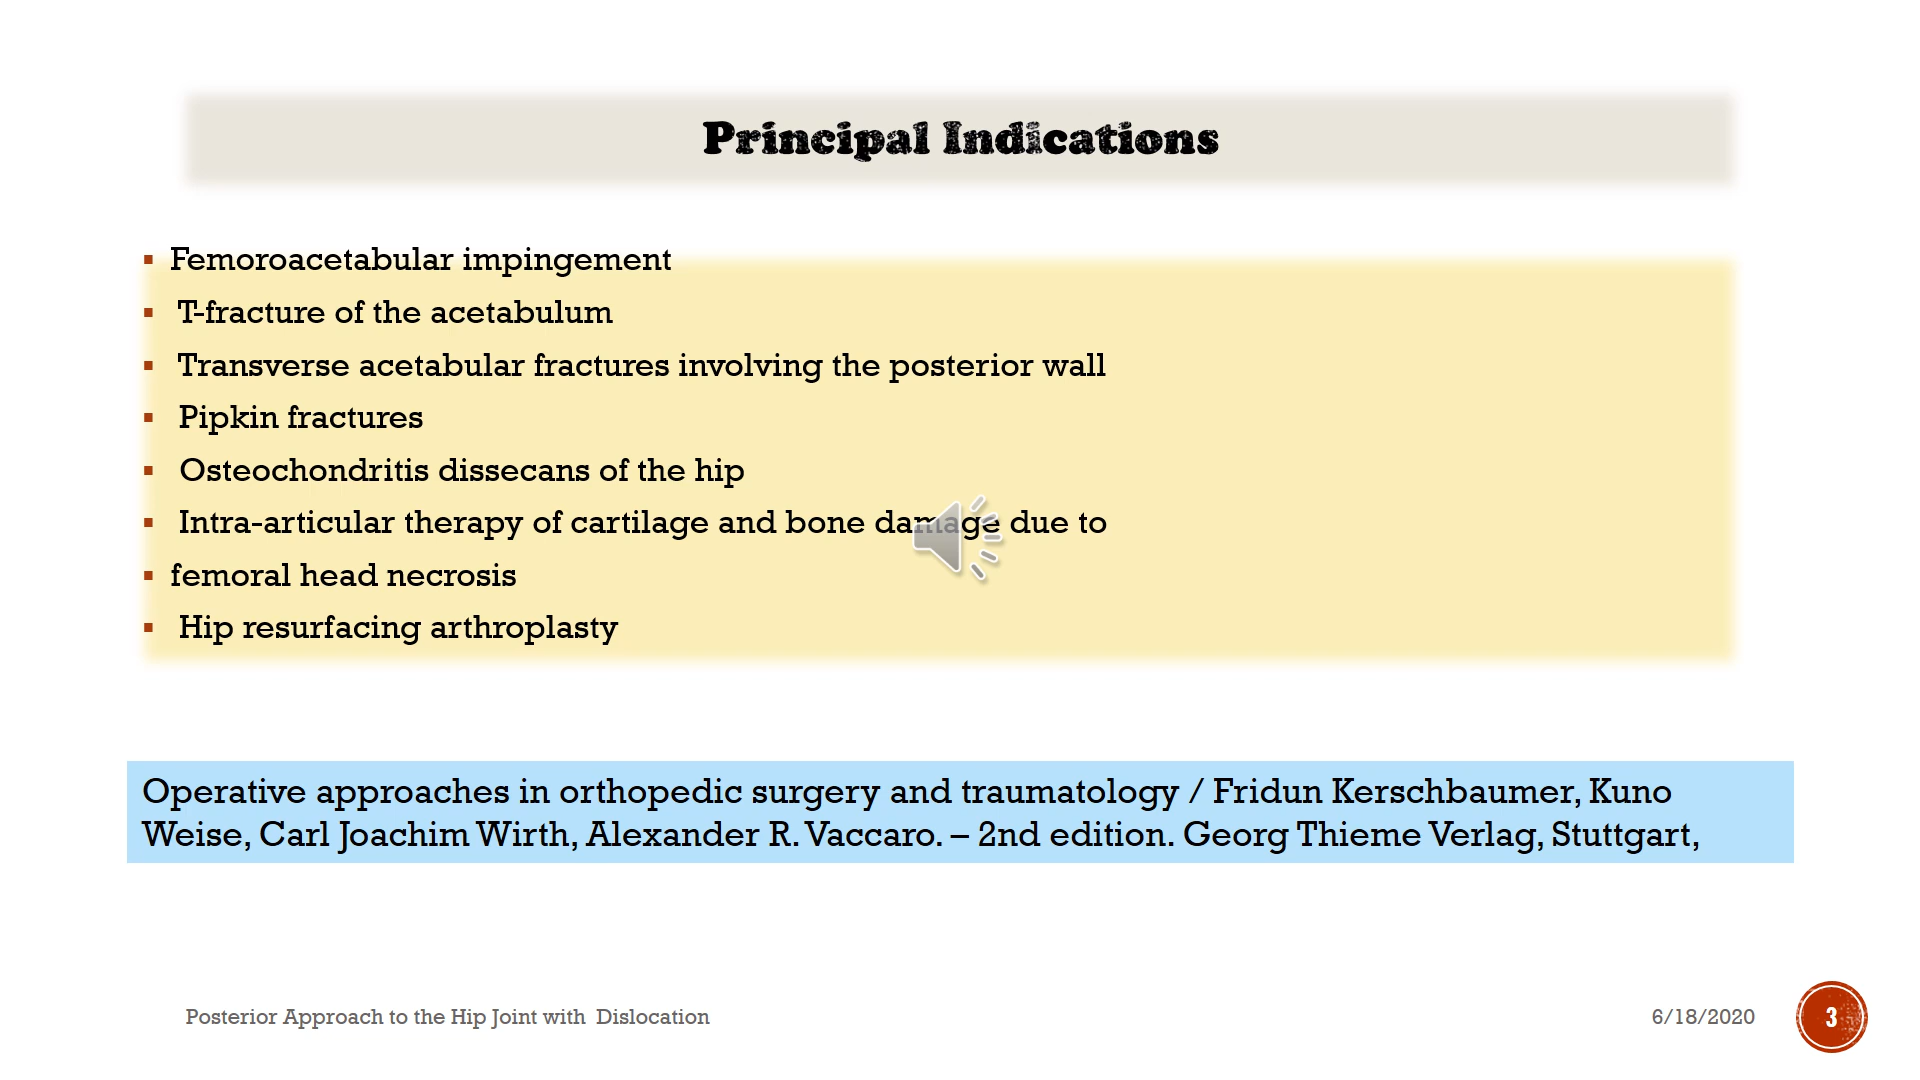 Principal Indications
▪ Femoroacetabular impingement
▪ T-fracture of the acetabulum
▪ Transverse acetabular fractures involving the posterior wall
▪ Pipkin fractures
▪ Osteochondritis dissecans of the hip
▪ Intra-articular therapy of cartilage and bone damage due to
▪ femoral head necrosis
▪ Hip resurfacing arthroplasty
Operative approaches in orthopedic surgery and traumatology / Fridun Kerschbaumer, Kuno
Weise, Carl Joachim Wirth, Alexander R. Vaccaro. – 2nd edition. Georg Thieme Verlag, Stuttgart,
Posterior Approach to the Hip Joint with Dislocation
6/18/2020
3